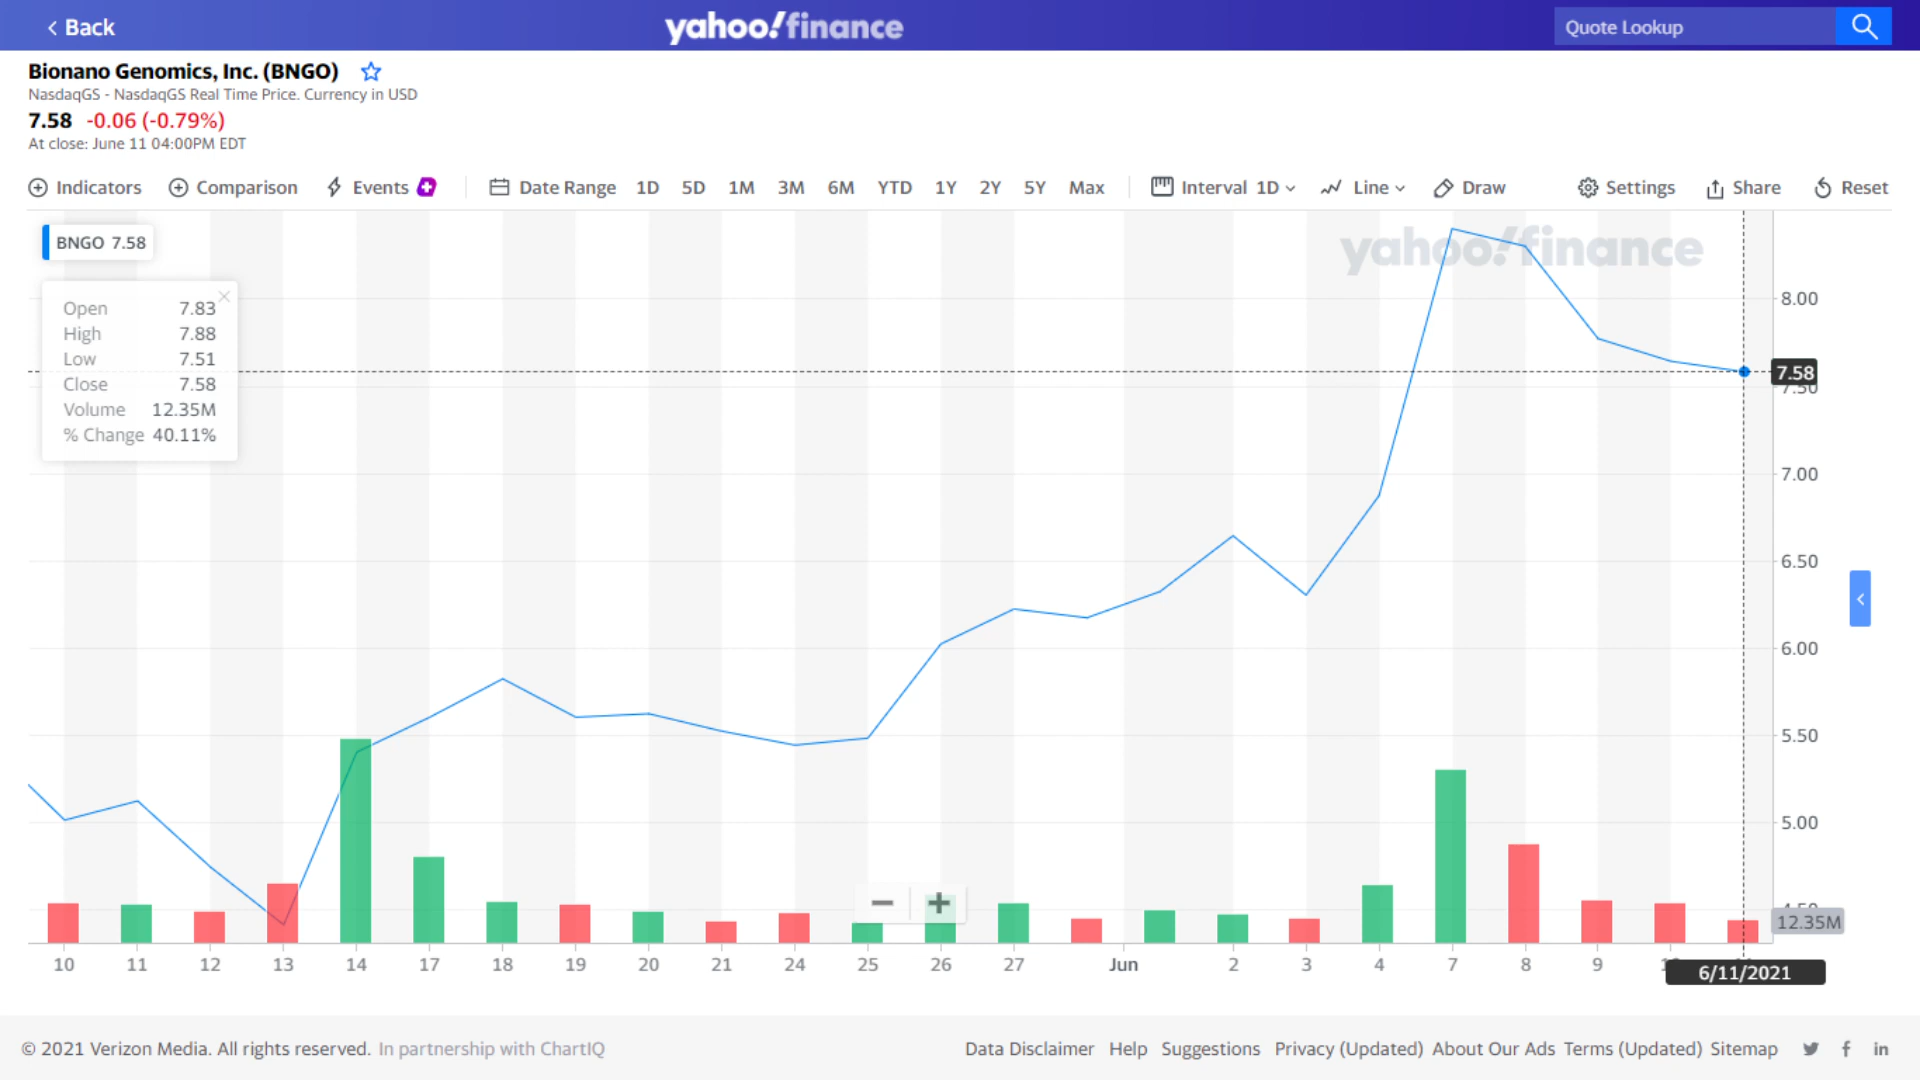 Back
yahoo!finance
Quote Lookup
Bionano Genomics, Inc. (BNGO)
NasdaqGS - NasdaqGS Real Time Price. Currency in USD
7.58 -0.06 (-0.79%)
At close: June 11 04:00PM EDT
Indicators Comparison Events Date Range 1D 5D 1M 3M 6M YTD 1Y 2Y 5Y Max Interval 1D Line Draw Settings Share Reset
yahoo!finance
BNGO 7.58
Open 7.83
High 7.88
Low 7.51
Close 7.58
Volume 12.35M
% Change 40.11%
8.00
7.58
7.50
7.00
6.50
6.00
5.50
5.00
12.35M
10 11 12 13 14 17 18 19 20 21 24 25 26 27 Jun 2 3 4 7 8 9
6/11/2021
© 2021 Verizon Media. All rights reserved. In partnership with ChartIQ
Data Disclaimer Help Suggestions Privacy (Updated) About Our Ads Terms (Updated) Sitemap